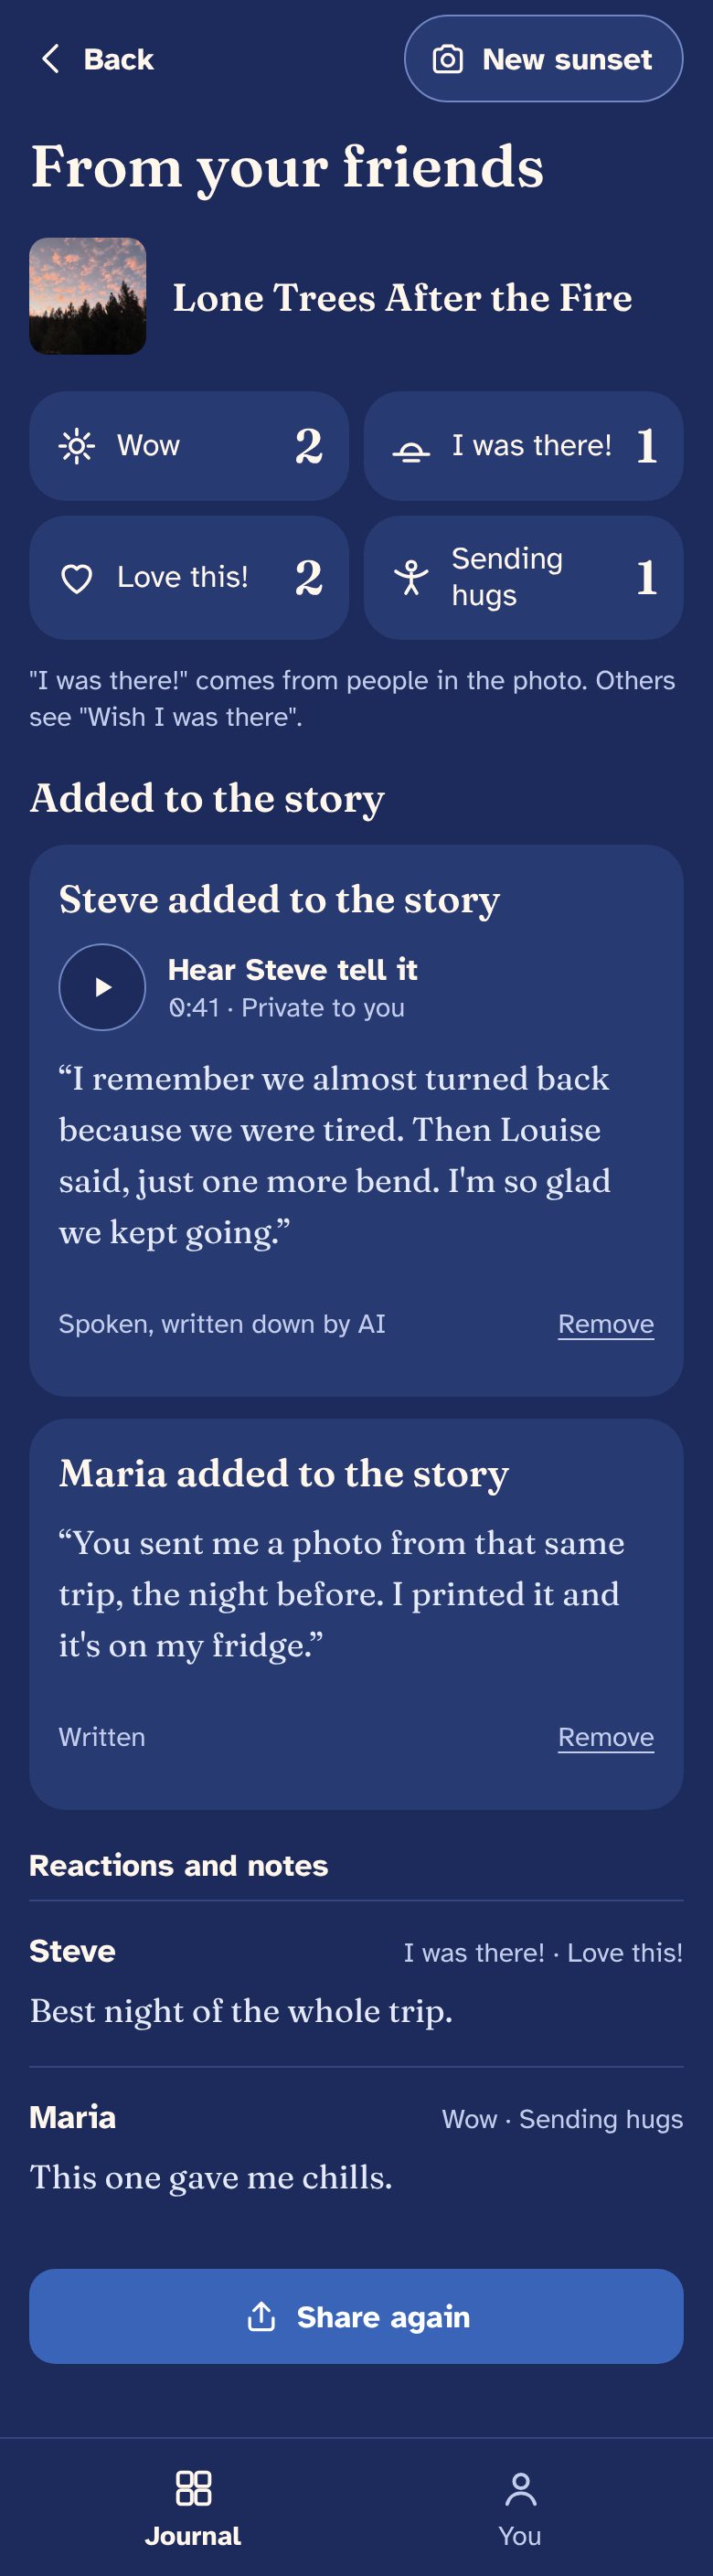 Back
New sunset
From your friends
Lone Trees After the Fire
Wow 2
I was there! 1
Love this! 2
Sending
hugs 1
"I was there!" comes from people in the photo. Others
see "Wish I was there".
Added to the story
Steve added to the story
Hear Steve tell it
0:41 · Private to you
“I remember we almost turned back
because we were tired. Then Louise
said, just one more bend. I'm so glad
we kept going.”
Spoken, written down by AI
Remove
Maria added to the story
“You sent me a photo from that same
trip, the night before. I printed it and
it's on my fridge.”
Written
Remove
Reactions and notes
Steve
I was there! · Love this!
Best night of the whole trip.
Maria
Wow · Sending hugs
This one gave me chills.
Share again
Journal
You